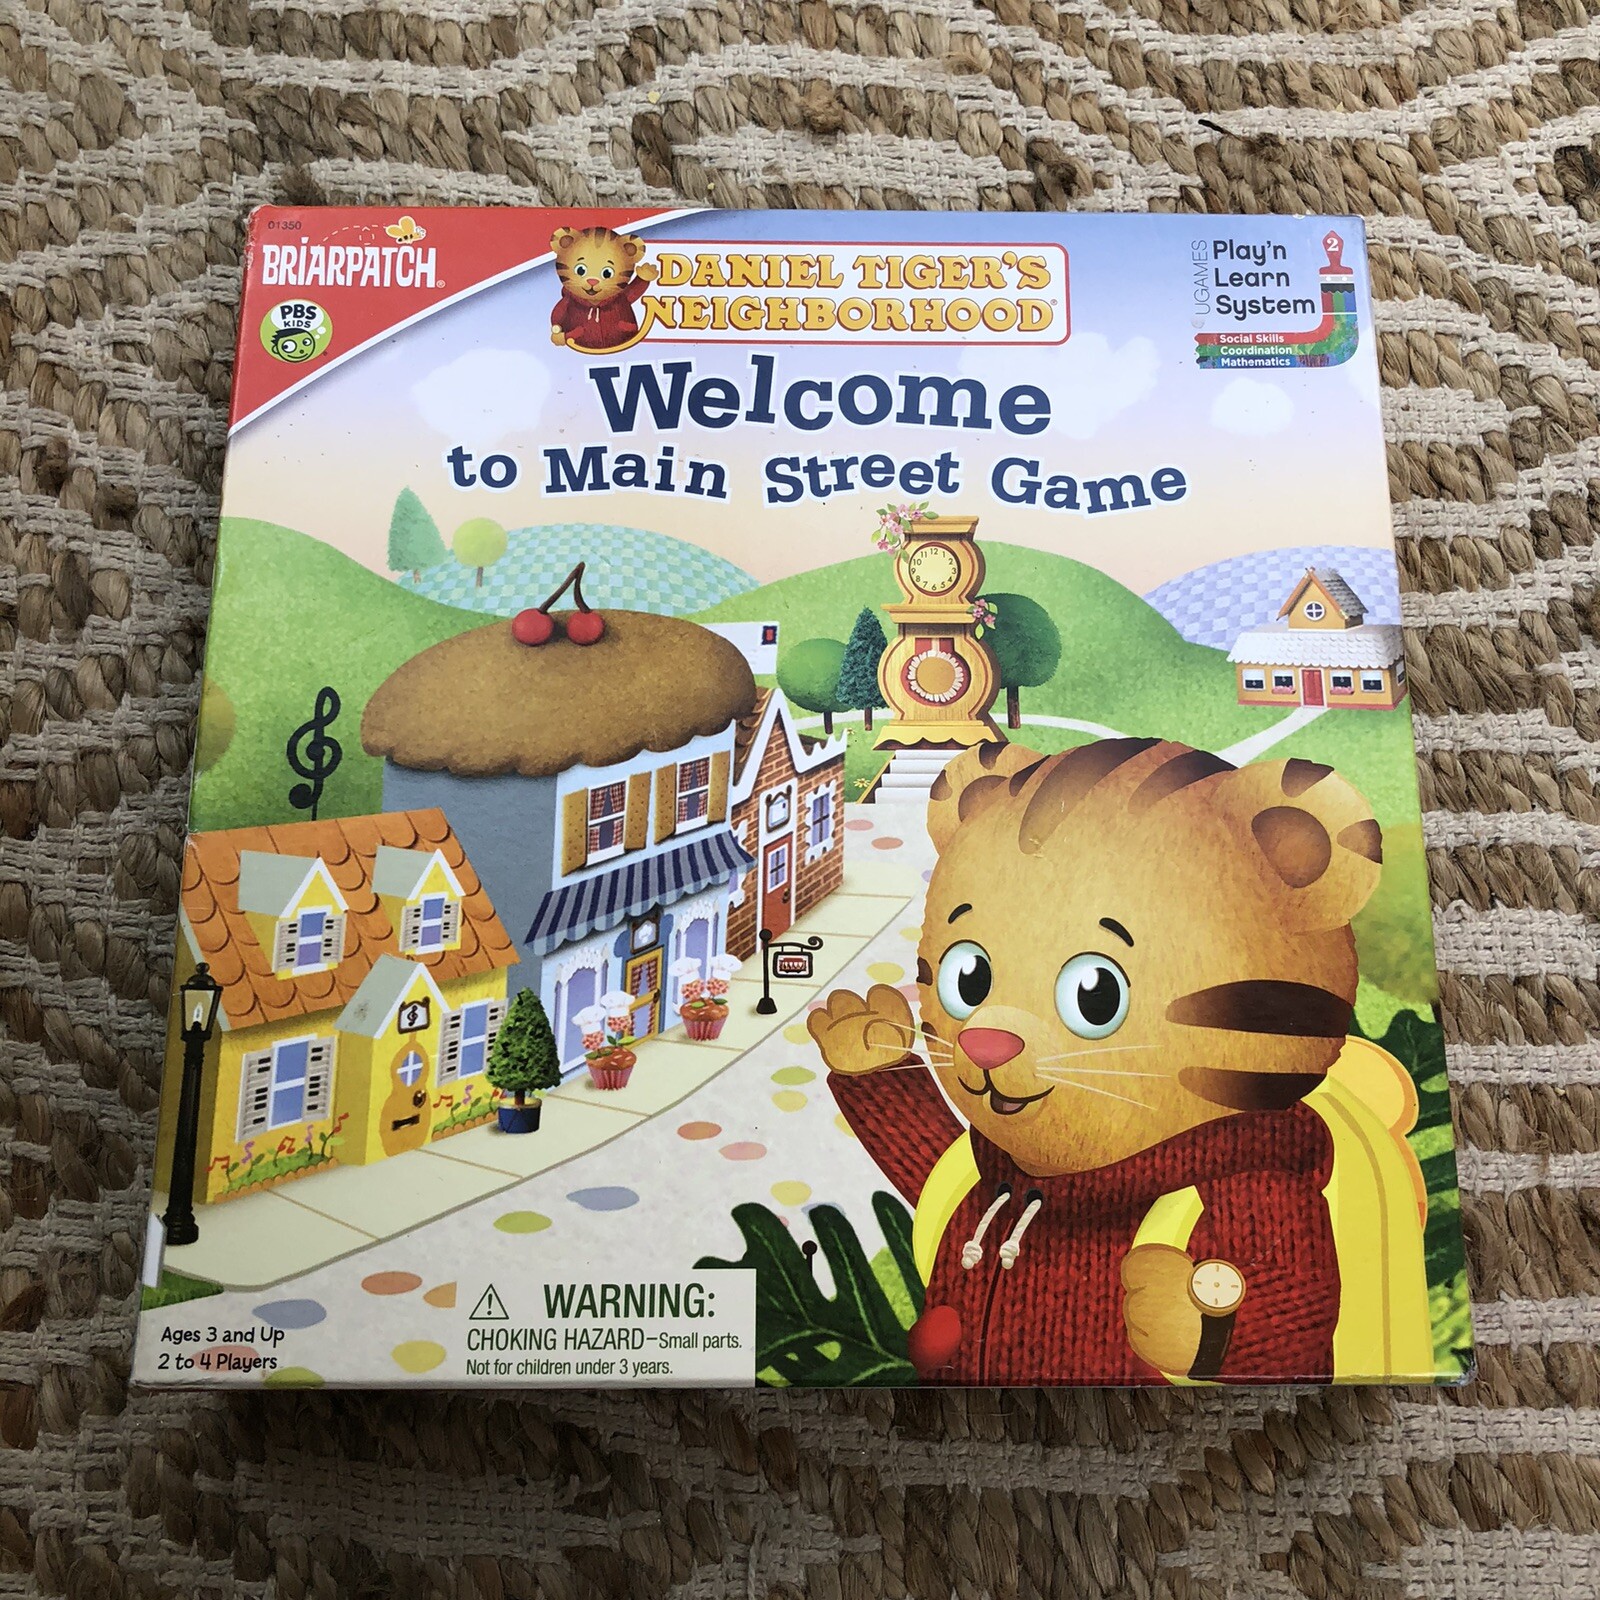 01350
BRIARPATCH®
PBS
KIDS
DANIEL TIGER'S
NEIGHBORHOOD®
UGAMES
Play'n
Learn
System
2
Social Skills
Coordination
Mathematics
Welcome
to Main Street Game
Ages 3 and Up
2 to 4 Players
WARNING:
CHOKING HAZARD–Small parts.
Not for children under 3 years.